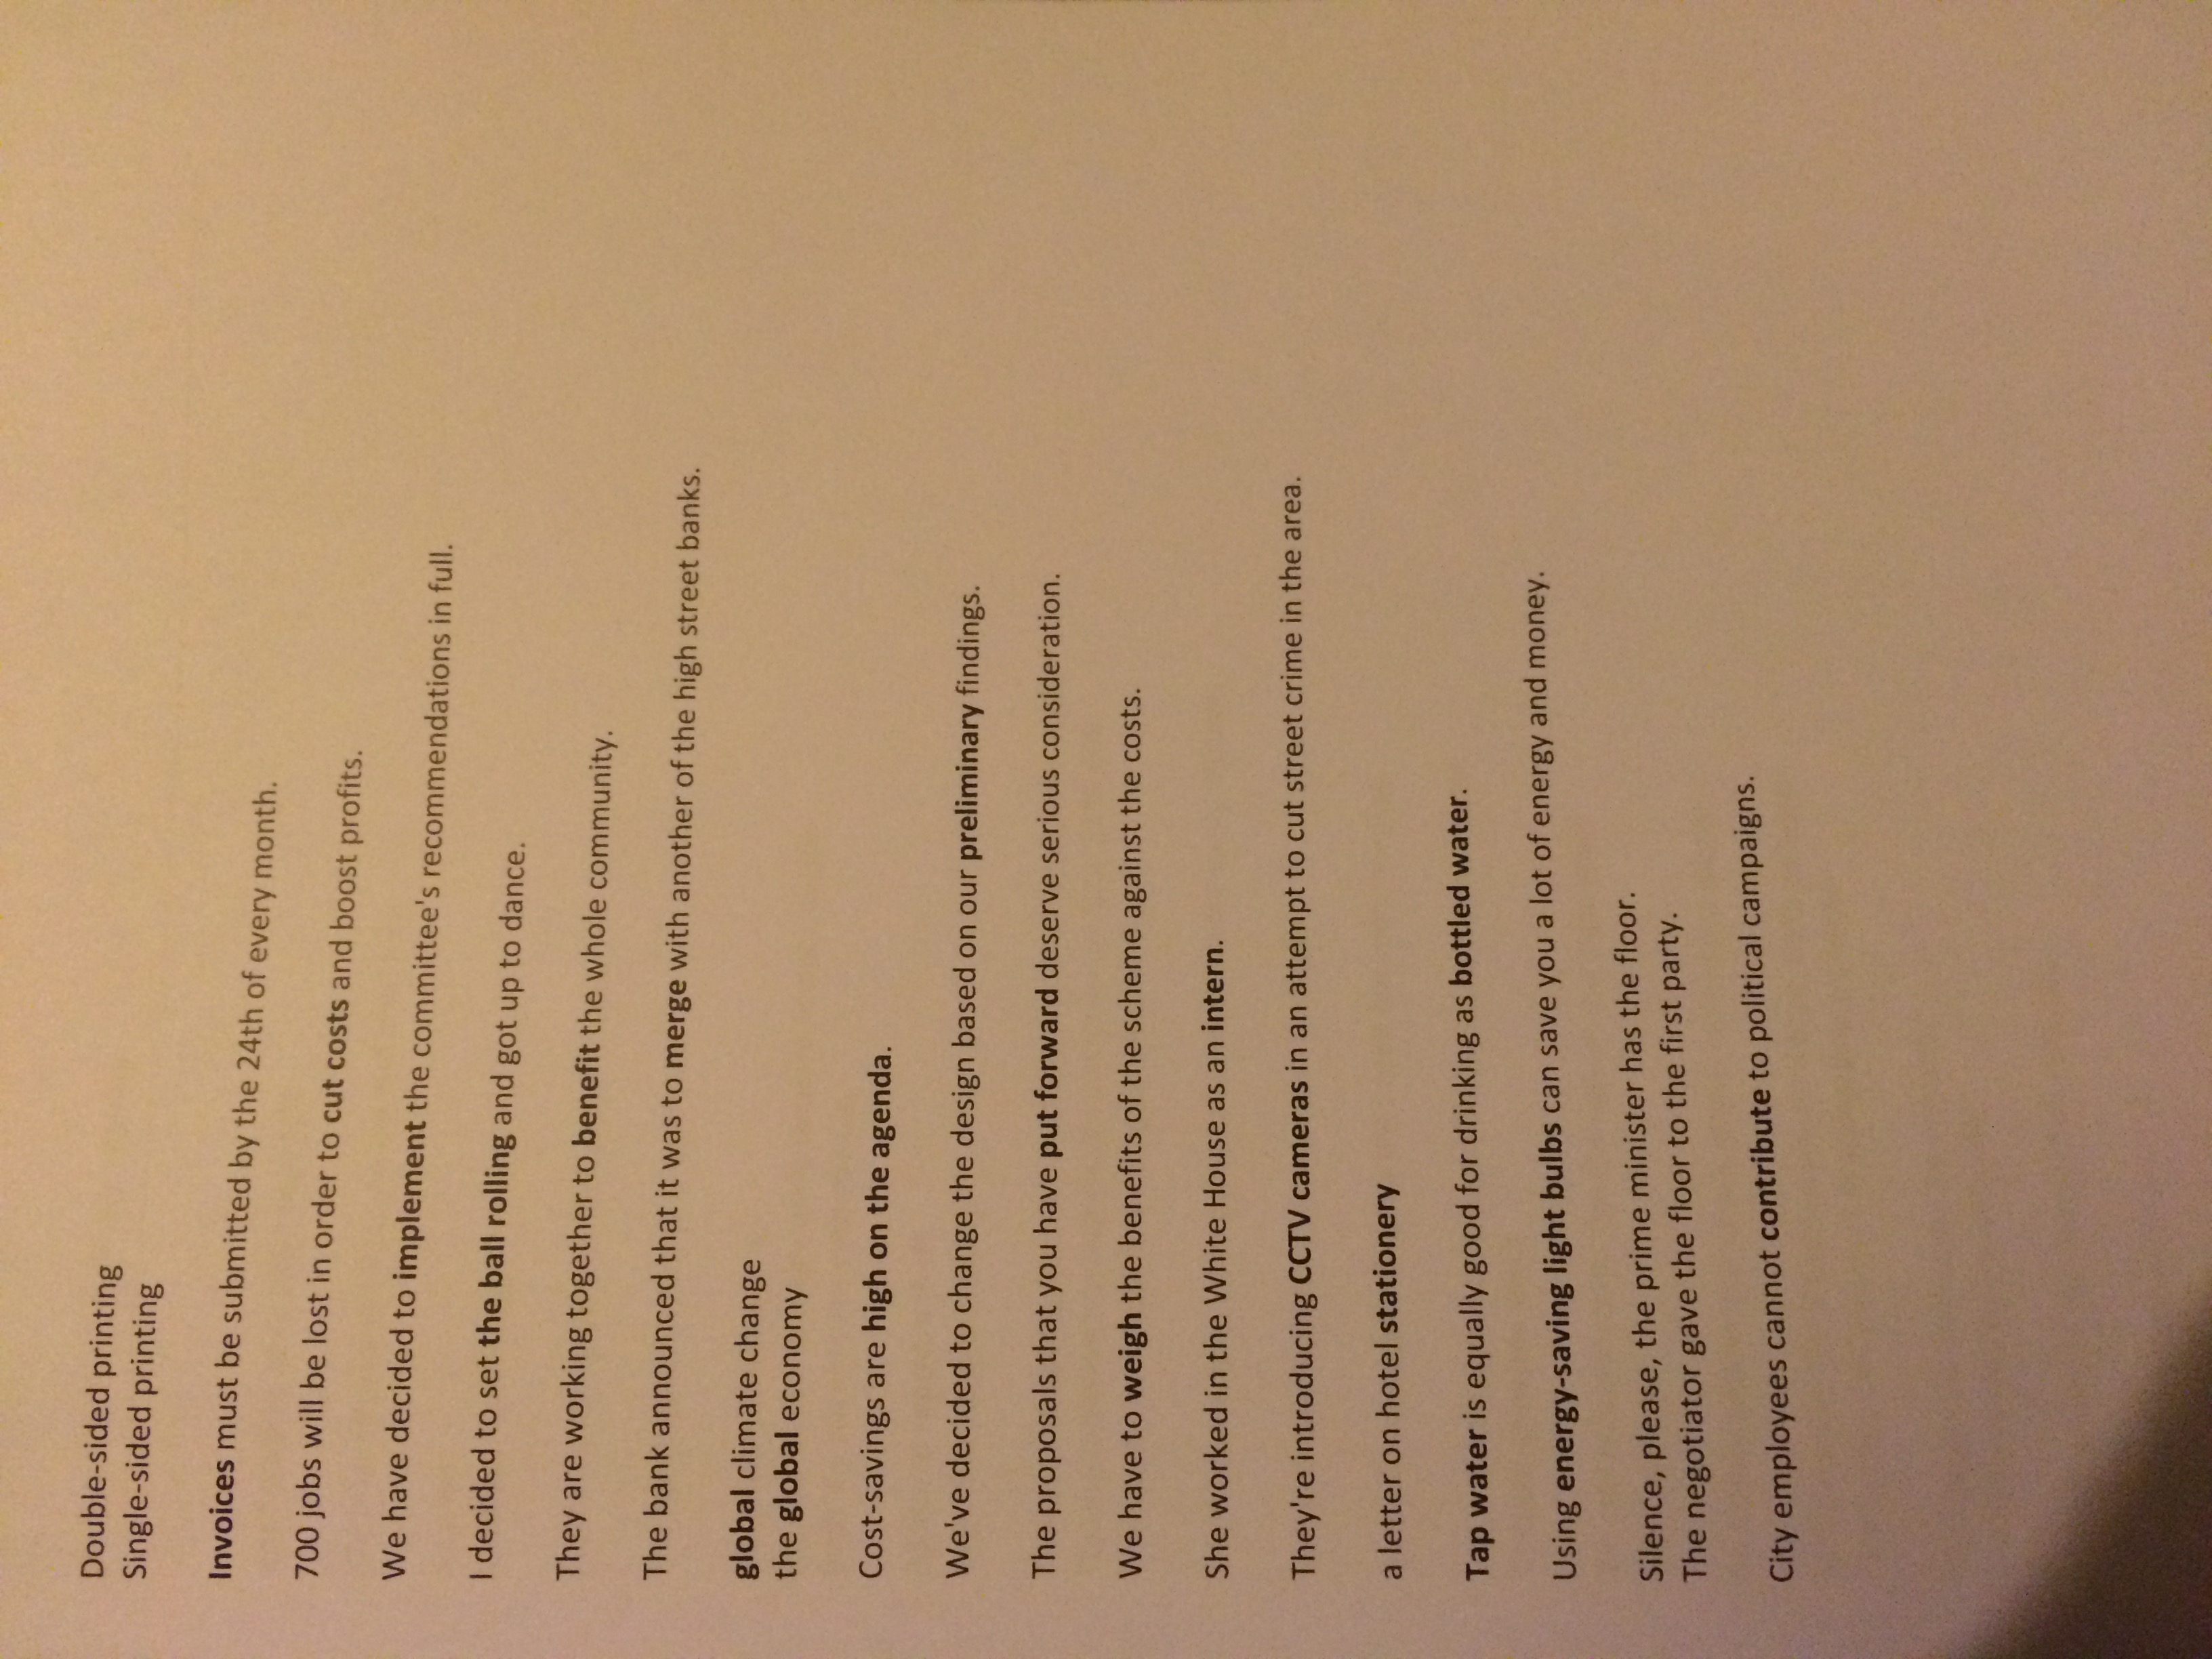 Double-sided printing
Single-sided printing
Invoices must be submitted by the 24th of every month.
700 jobs will be lost in order to cut costs and boost profits.
We have decided to implement the committee's recommendations in full.
I decided to set the ball rolling and got up to dance.
They are working together to benefit the whole community.
The bank announced that it was to merge with another of the high street banks.
global climate change
the global economy
Cost-savings are high on the agenda.
We've decided to change the design based on our preliminary findings.
The proposals that you have put forward deserve serious consideration.
We have to weigh the benefits of the scheme against the costs.
She worked in the White House as an intern.
They're introducing CCTV cameras in an attempt to cut street crime in the area.
a letter on hotel stationery
Tap water is equally good for drinking as bottled water.
Using energy-saving light bulbs can save you a lot of energy and money.
Silence, please, the prime minister has the floor.
The negotiator gave the floor to the first party.
City employees cannot contribute to political campaigns.